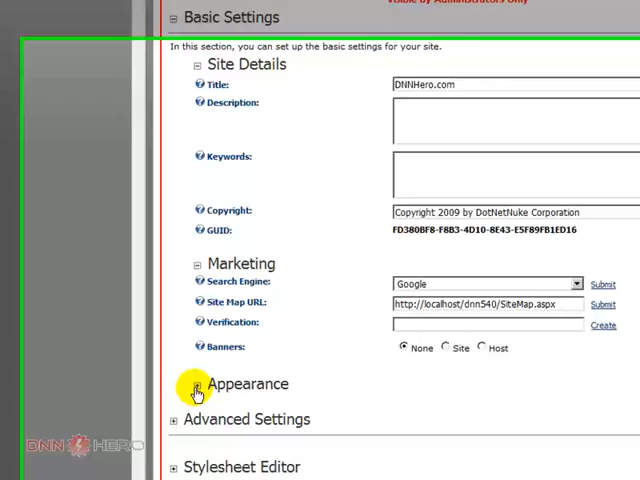 Visible By Administrators Only
Basic Settings
In this section, you can set up the basic settings for your site.
Site Details
Title: DNNHero.com
Description:
Keywords:
Copyright: Copyright 2009 by DotNetNuke Corporation
GUID: FD380BF8-F8B3-4D10-8E43-E5F89FB1ED16
Marketing
Search Engine: Google Submit
Site Map URL: http://localhost/dnn540/SiteMap.aspx Submit
Verification: Create
Banners: None Site Host
Appearance
Advanced Settings
DNN HERO
Stylesheet Editor